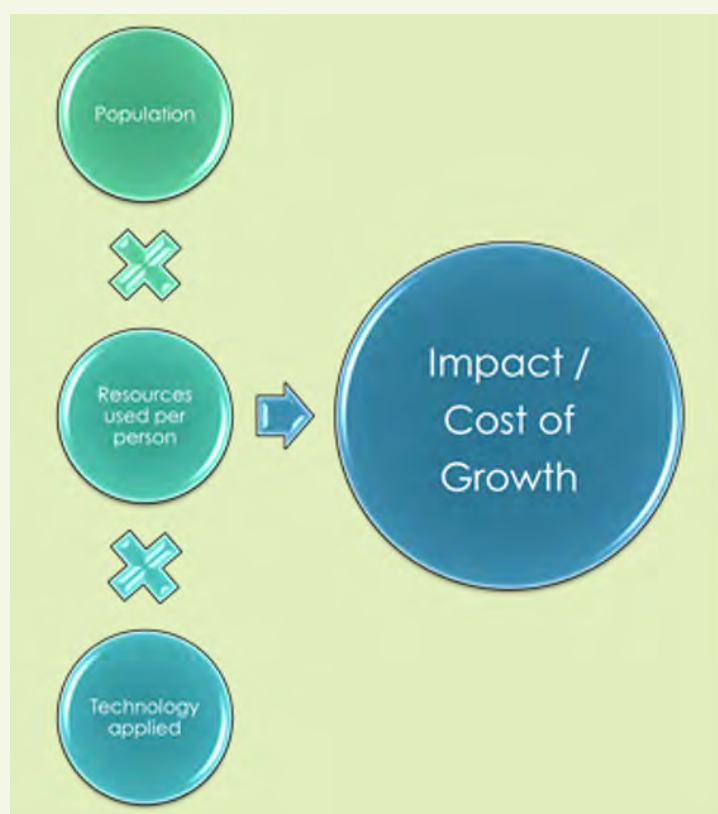 Population
Resources
used per
person
Technology
applied
Impact /
Cost of
Growth